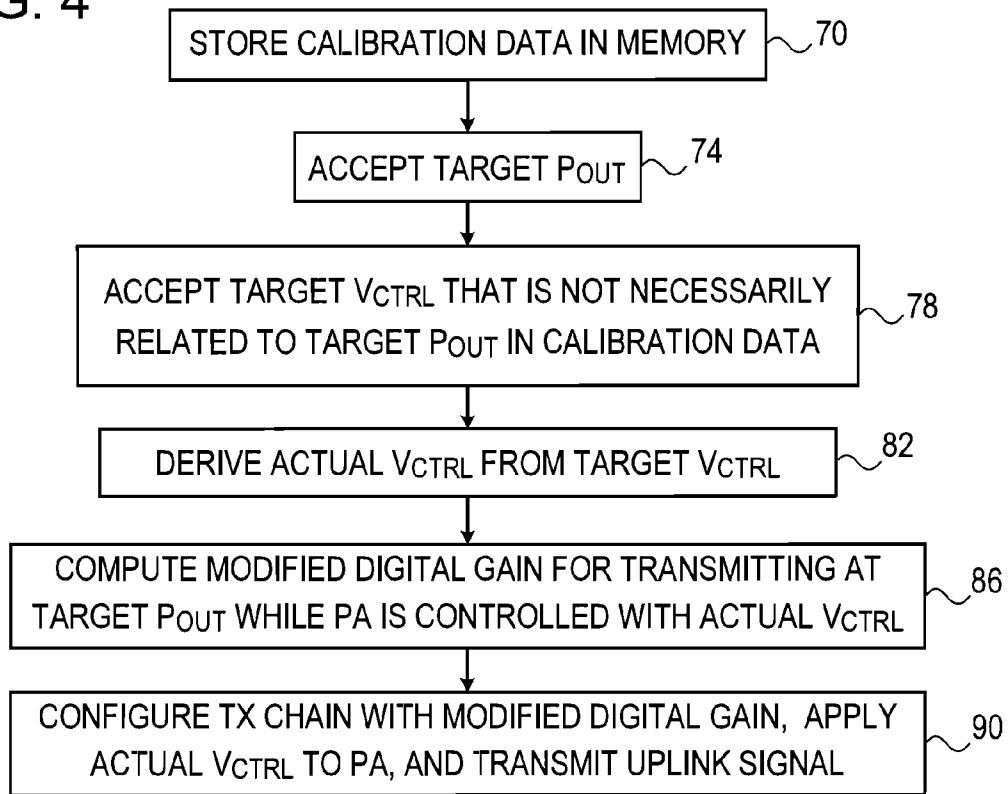 G. 4
STORE CALIBRATION DATA IN MEMORY
70
ACCEPT TARGET POUT
74
ACCEPT TARGET VCTRL THAT IS NOT NECESSARILY
RELATED TO TARGET POUT IN CALIBRATION DATA
78
DERIVE ACTUAL VCTRL FROM TARGET VCTRL
82
COMPUTE MODIFIED DIGITAL GAIN FOR TRANSMITTING AT
TARGET POUT WHILE PA IS CONTROLLED WITH ACTUAL VCTRL
86
CONFIGURE TX CHAIN WITH MODIFIED DIGITAL GAIN, APPLY
ACTUAL VCTRL TO PA, AND TRANSMIT UPLINK SIGNAL
90